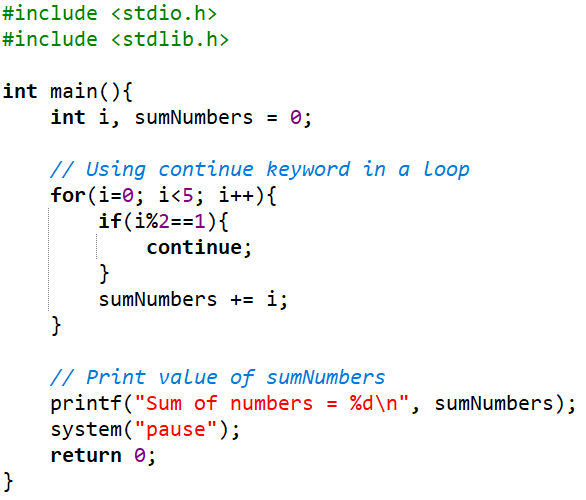 #include <stdio.h>
#include <stdlib.h>

int main(){
    int i, sumNumbers = 0;

    // Using continue keyword in a loop
    for(i=0; i<5; i++){
        if(i%2==1){
            continue;
        }
        sumNumbers += i;
    }

    // Print value of sumNumbers
    printf("Sum of numbers = %d\n", sumNumbers);
    system("pause");
    return 0;
}